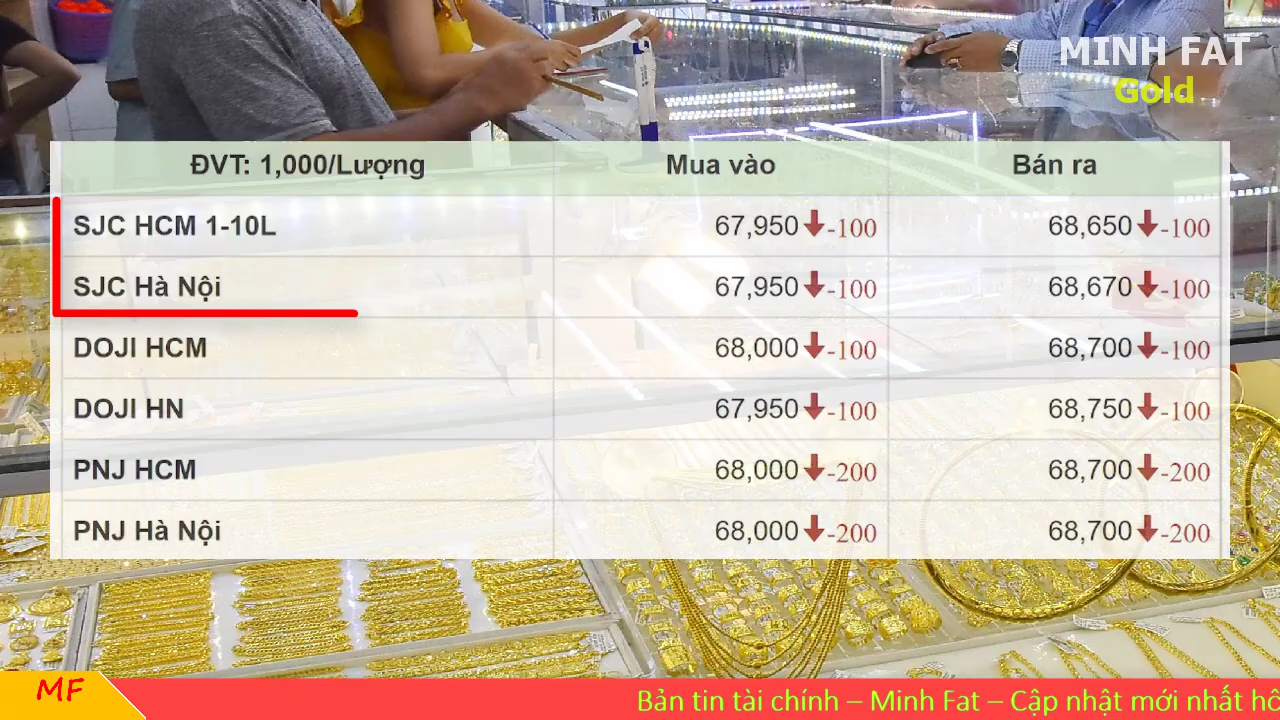 MINH FAT
Gold
ĐVT: 1,000/Lượng Mua vào Bán ra
SJC HCM 1-10L 67,950 -100 68,650 -100
SJC Hà Nội 67,950 -100 68,670 -100
DOJI HCM 68,000 -100 68,700 -100
DOJI HN 67,950 -100 68,750 -100
PNJ HCM 68,000 -200 68,700 -200
PNJ Hà Nội 68,000 -200 68,700 -200
MF
Bản tin tài chính – Minh Fat – Cập nhật mới nhất hô